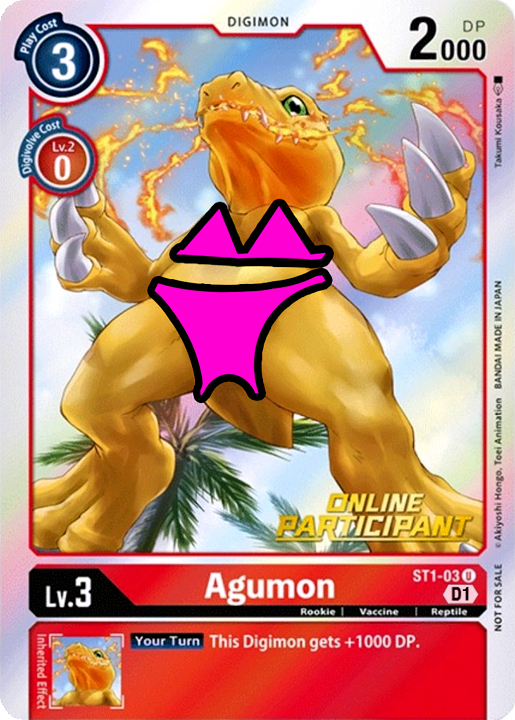 DIGIMON
Play Cost
3
DP
2000
Digivolve Cost
Lv.2
0
Takumi Kousaka
© Akiyoshi Hongo, Toei Animation BANDAI MADE IN JAPAN
NOT FOR SALE
ONLINE
PARTICIPANT
Lv.3
Agumon
ST1-03 U
D1
Rookie | Vaccine | Reptile
Inherited Effect
Your Turn This Digimon gets +1000 DP.